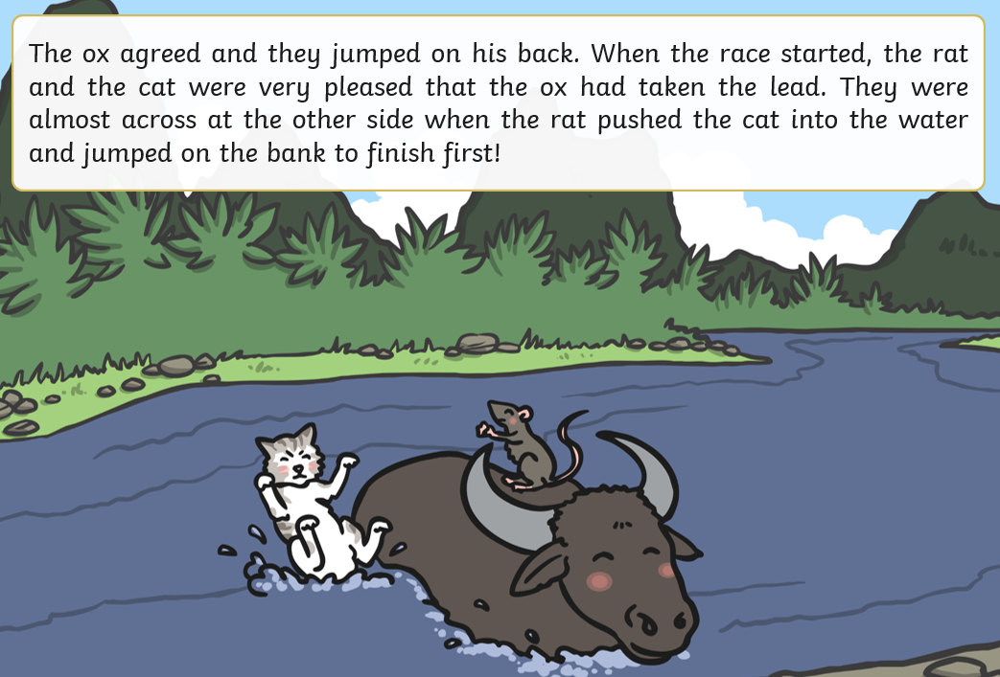 The ox agreed and they jumped on his back. When the race started, the rat
and the cat were very pleased that the ox had taken the lead. They were
almost across at the other side when the rat pushed the cat into the water
and jumped on the bank to finish first!